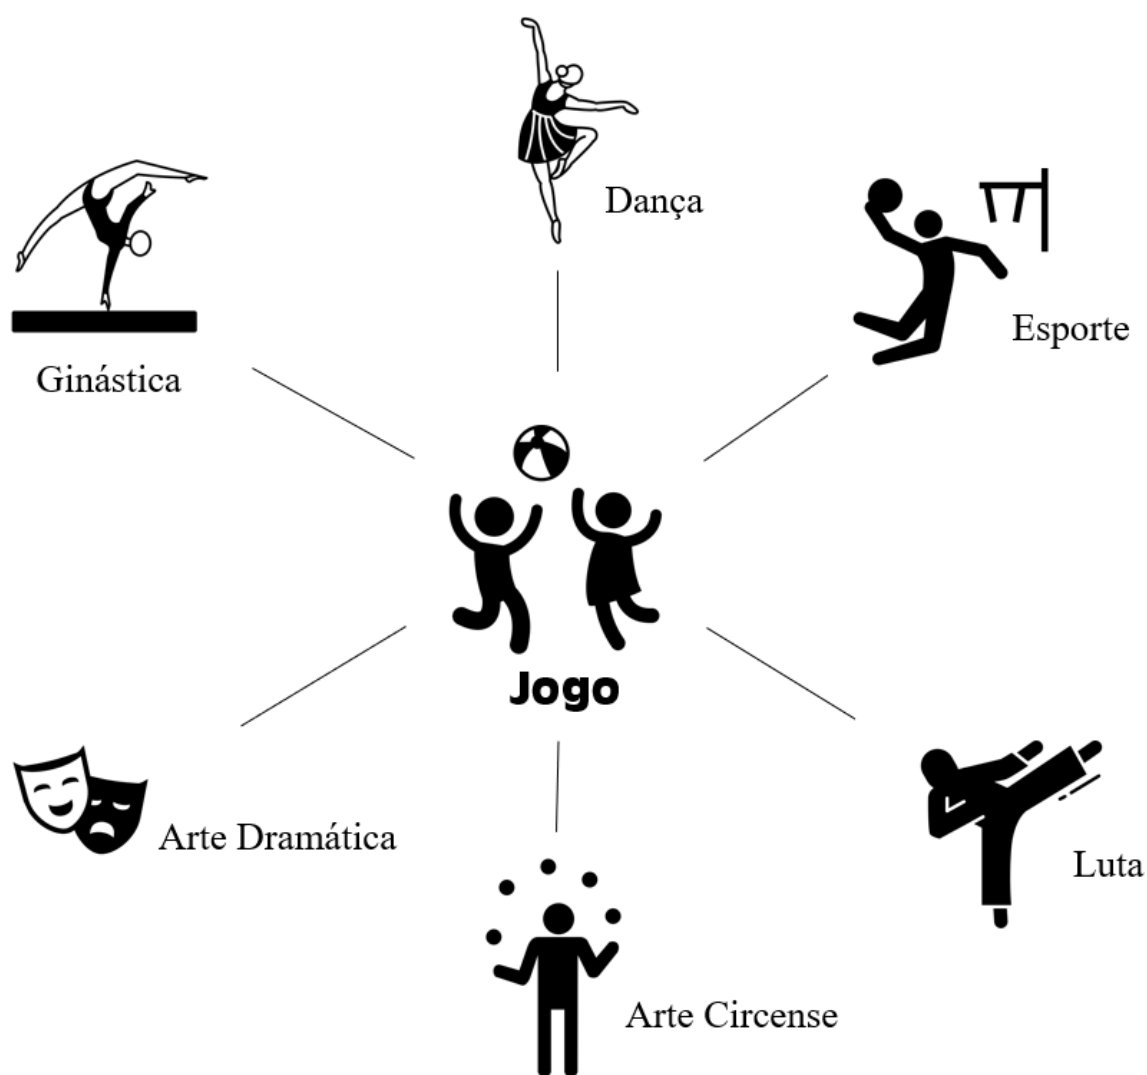 Dança
Esporte
Ginástica
Jogo
Arte Dramática
Luta
Arte Circense